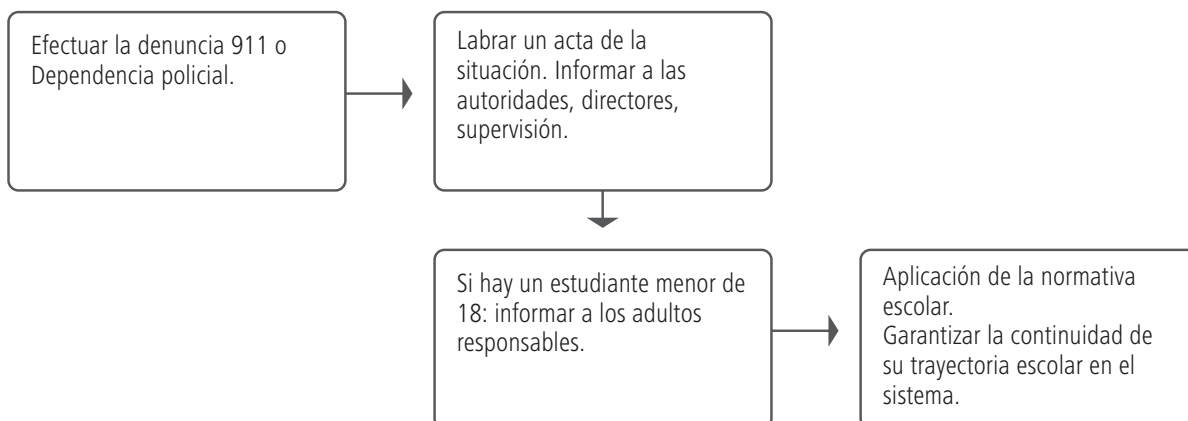 Efectuar la denuncia 911 o
Dependencia policial.
Labrar un acta de la
situación. Informar a las
autoridades, directores,
supervisión.
Si hay un estudiante menor de
18: informar a los adultos
responsables.
Aplicación de la normativa
escolar.
Garantizar la continuidad de
su trayectoria escolar en el
sistema.